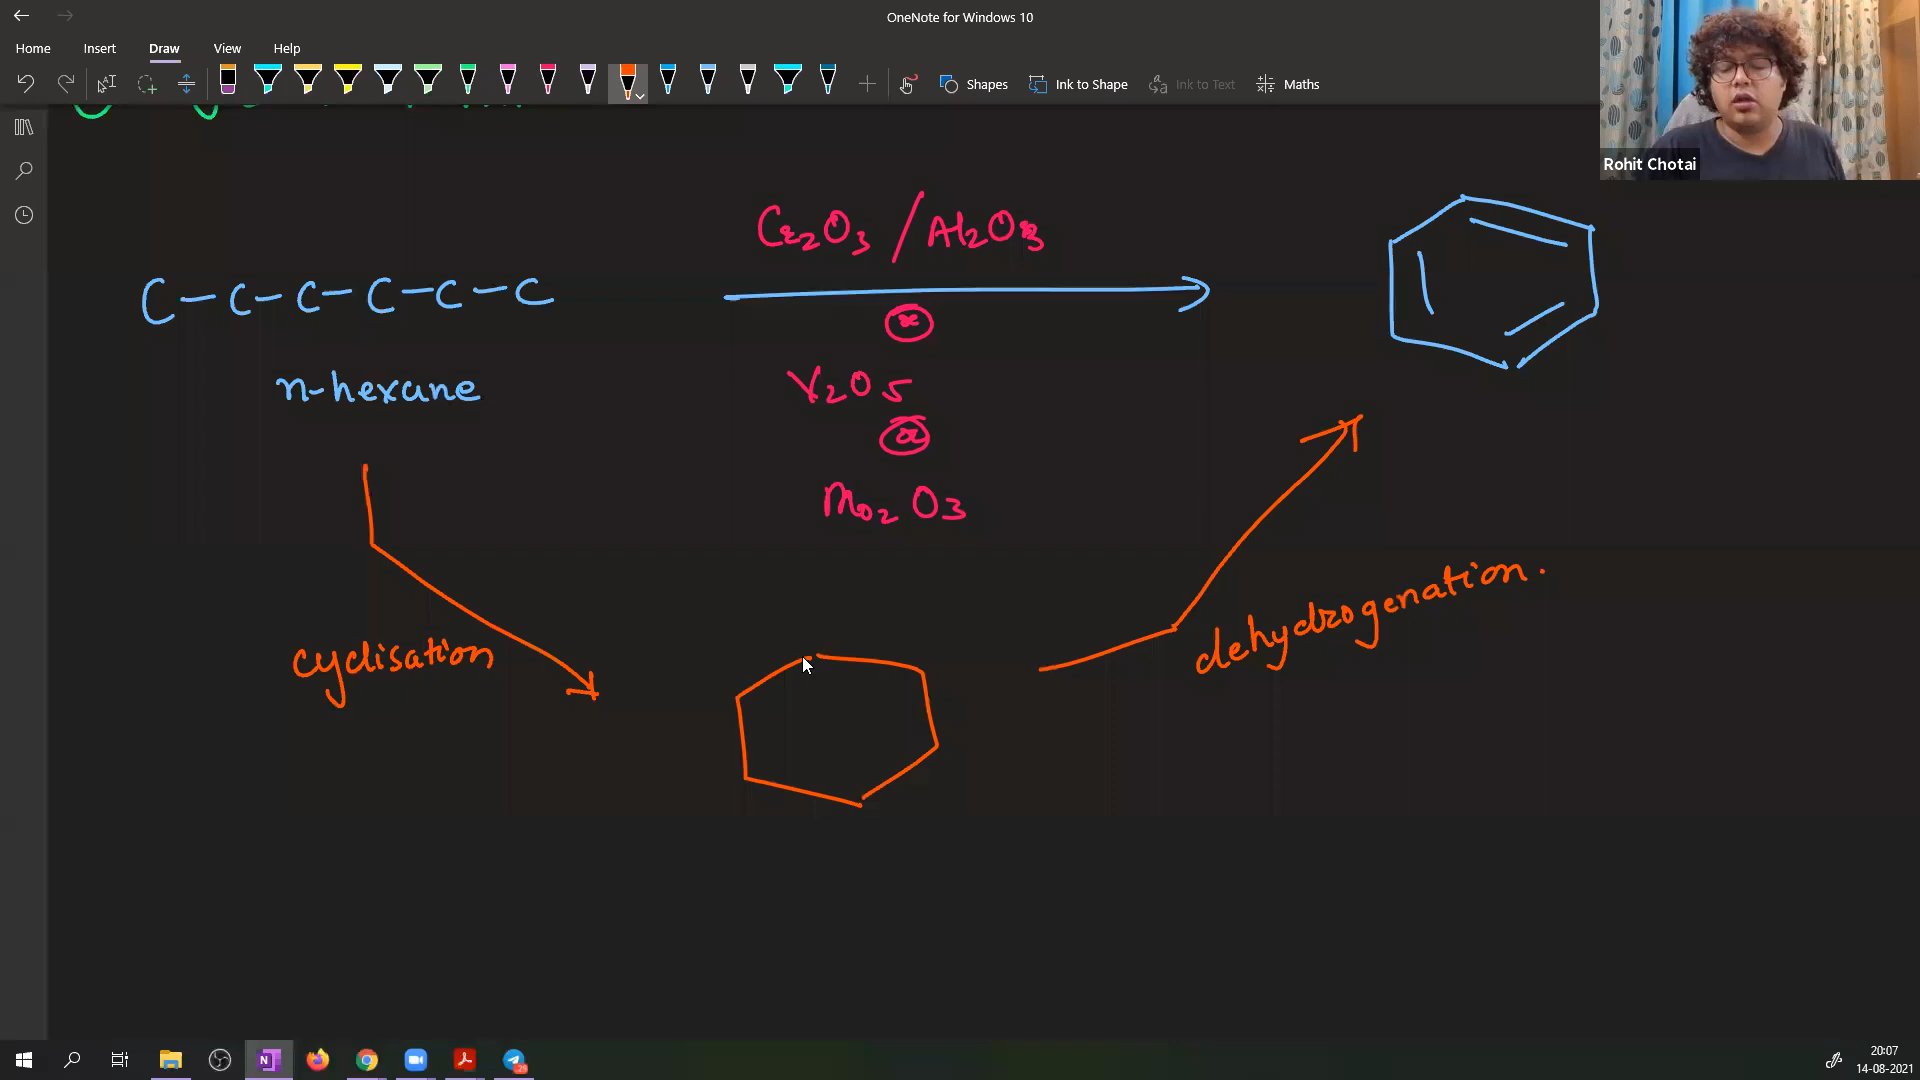 OneNote for Windows 10
Home Insert Draw View Help
Shapes Ink to Shape Ink to Text Maths
Rohit Chotai
Cr2O3 / Al2O3
C-C-C-C-C-C
n-hexane
V2O5
Mo2O3
cyclisation
dehydrogenation.
29
20:07
14-08-2021